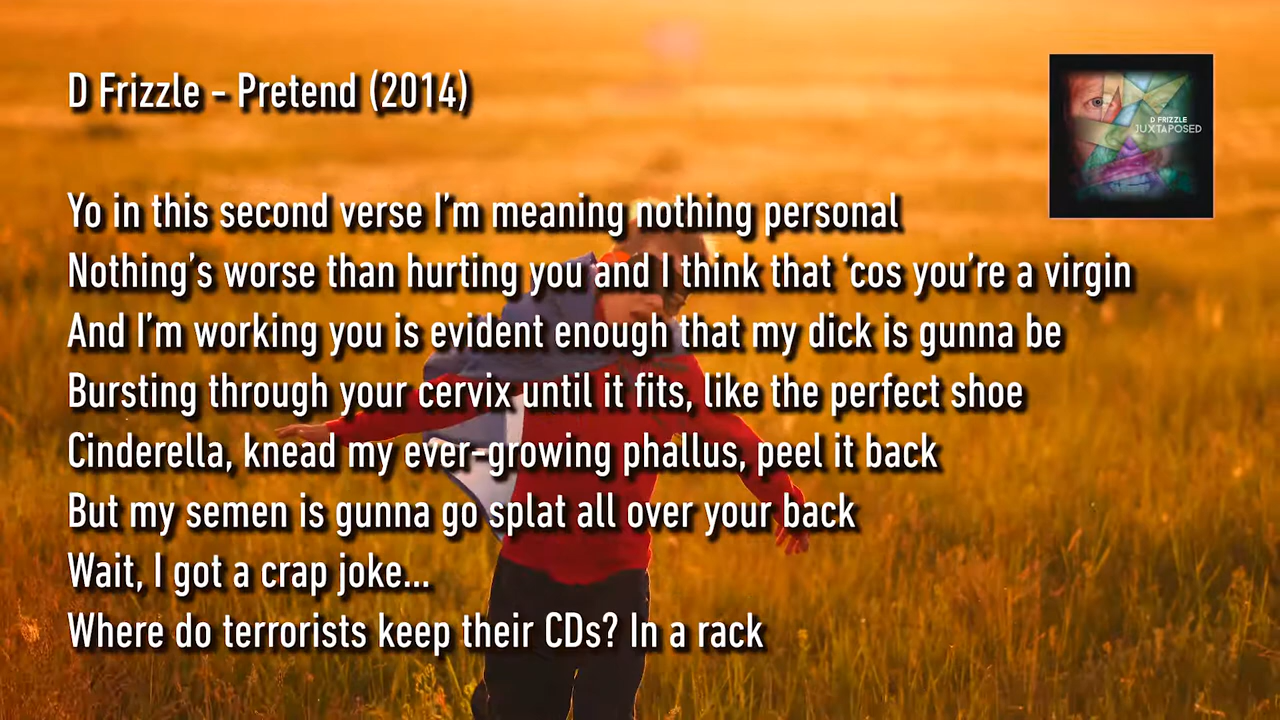 D Frizzle - Pretend (2014)
D FRIZZLE
JUXTAPOSED
Yo in this second verse I'm meaning nothing personal
Nothing's worse than hurting you and I think that ‘cos you're a virgin
And I'm working you is evident enough that my dick is gunna be
Bursting through your cervix until it fits, like the perfect shoe
Cinderella, knead my ever-growing phallus, peel it back
But my semen is gunna go splat all over your back
Wait, I got a crap joke...
Where do terrorists keep their CDs? In a rack